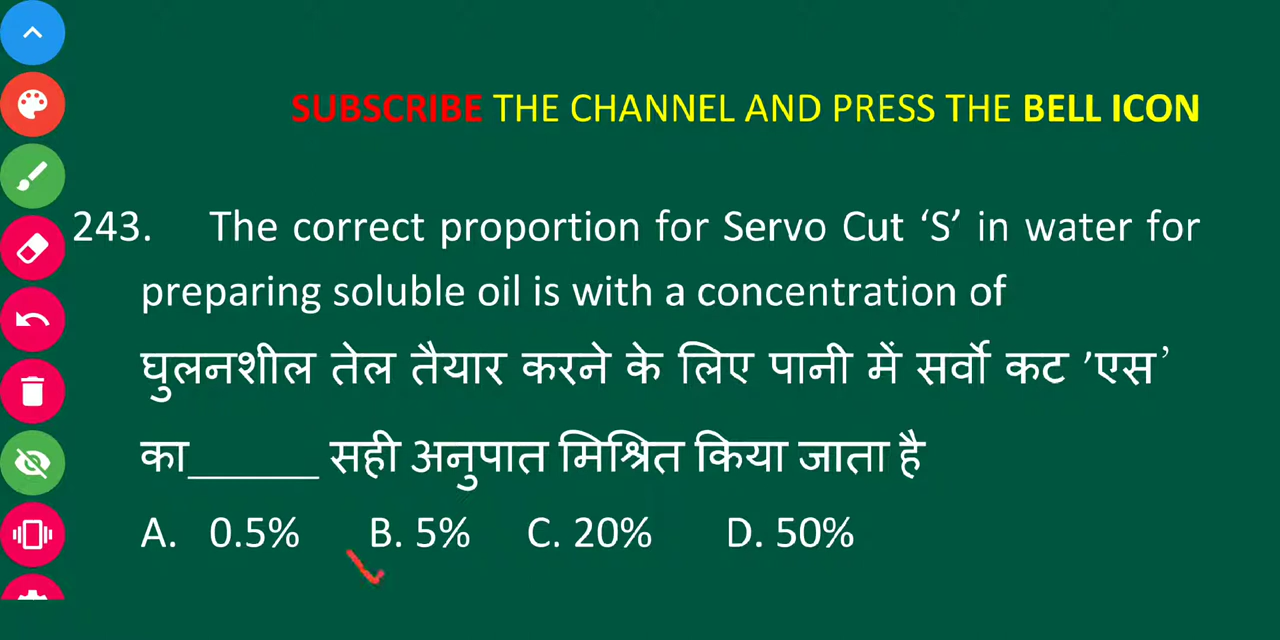 SUBSCRIBE THE CHANNEL AND PRESS THE BELL ICON
243. The correct proportion for Servo Cut ‘S’ in water for
preparing soluble oil is with a concentration of
घुलनशील तेल तैयार करने के लिए पानी में सर्वो कट ’एस’
का______ सही अनुपात मिश्रित किया जाता है
A. 0.5% B. 5% C. 20% D. 50%